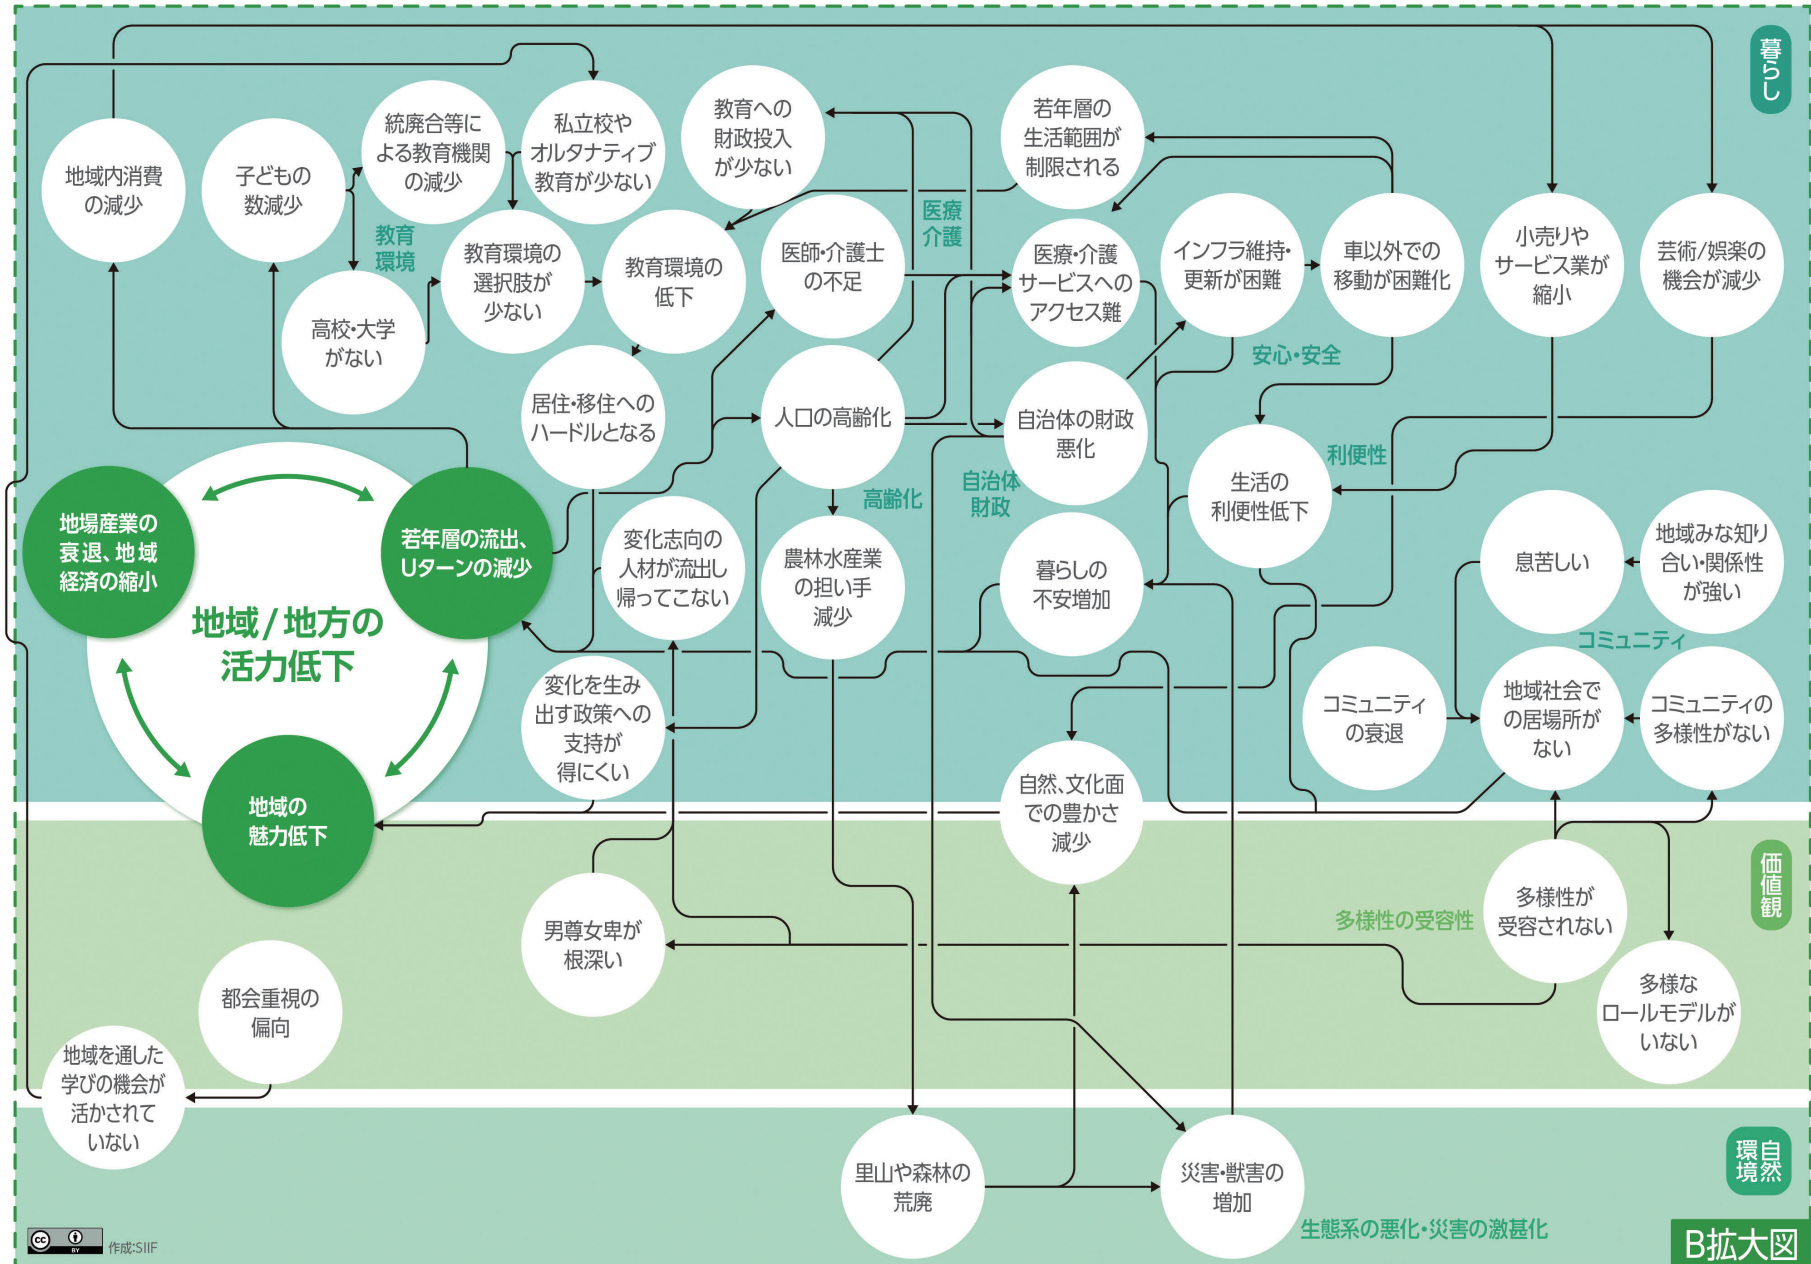 暮らし
地域内消費
の減少
子どもの
数減少
統廃合等に
よる教育機関
の減少
私立校や
オルタナティブ
教育が少ない
教育への
財政投入
が少ない
若年層の
生活範囲が
制限される
教育
環境
高校・大学
がない
教育環境の
選択肢が
少ない
教育環境の
低下
医師・介護士
の不足
医療
介護
医療・介護
サービスへの
アクセス難
インフラ維持・
更新が困難
車以外での
移動が困難化
小売りや
サービス業が
縮小
芸術/娯楽の
機会が減少
安心・安全
居住・移住への
ハードルとなる
人口の高齢化
自治体の財政
悪化
利便性
生活の
利便性低下
高齢化
自治体
財政
地場産業の
衰退、地域
経済の縮小
若年層の流出、
Uターンの減少
地域/地方の
活力低下
地域の
魅力低下
変化志向の
人材が流出し
帰ってこない
農林水産業
の担い手
減少
暮らしの
不安増加
息苦しい
地域みな知り
合い・関係性
が強い
コミュニティ
変化を生み
出す政策への
支持が
得にくい
コミュニティ
の衰退
地域社会で
の居場所が
ない
コミュニティの
多様性がない
自然、文化面
での豊かさ
減少
価値観
男尊女卑が
根深い
多様性の受容性
多様性が
受容されない
多様な
ロールモデルが
いない
都会重視の
偏向
地域を通した
学びの機会が
活かされて
いない
自然
環境
里山や森林の
荒廃
災害・獣害の
増加
生態系の悪化・災害の激甚化
cc
BY
作成:SIIF
B拡大図